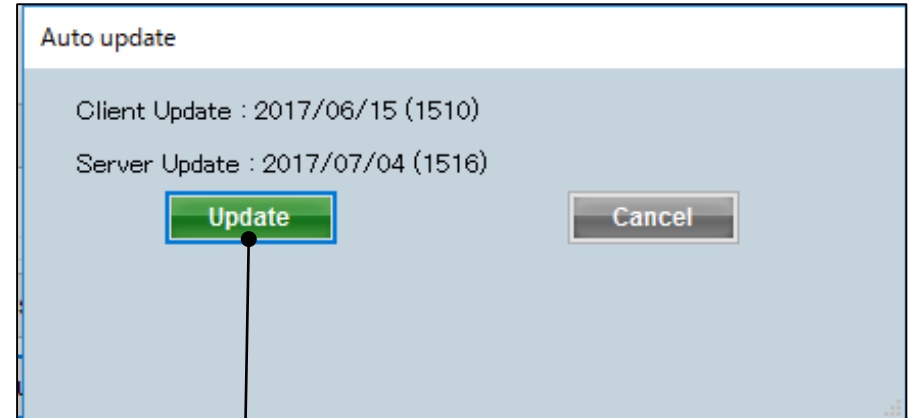 Auto update
Client Update : 2017/06/15 (1510)
Server Update : 2017/07/04 (1516)
Update Cancel